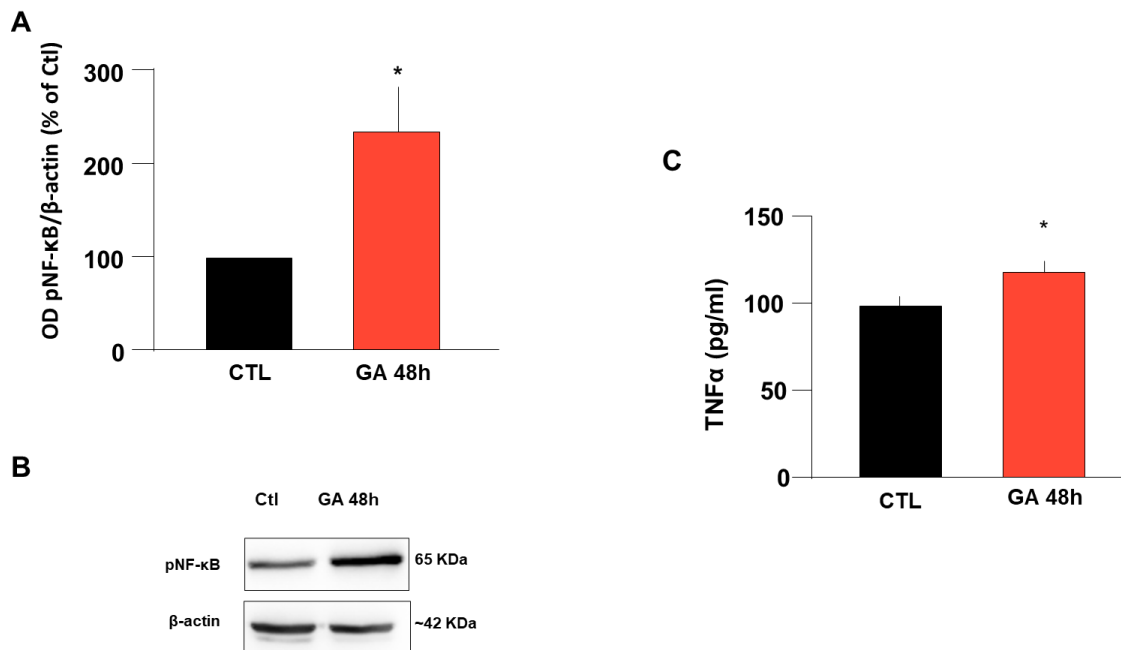 A
OD pNF-κB/β-actin (% of Ctl)
300
200
100
0
*
CTL
GA 48h
B
Ctl
GA 48h
pNF-κB
65 KDa
β-actin
~42 KDa
C
TNFα (pg/ml)
150
100
50
0
*
CTL
GA 48h